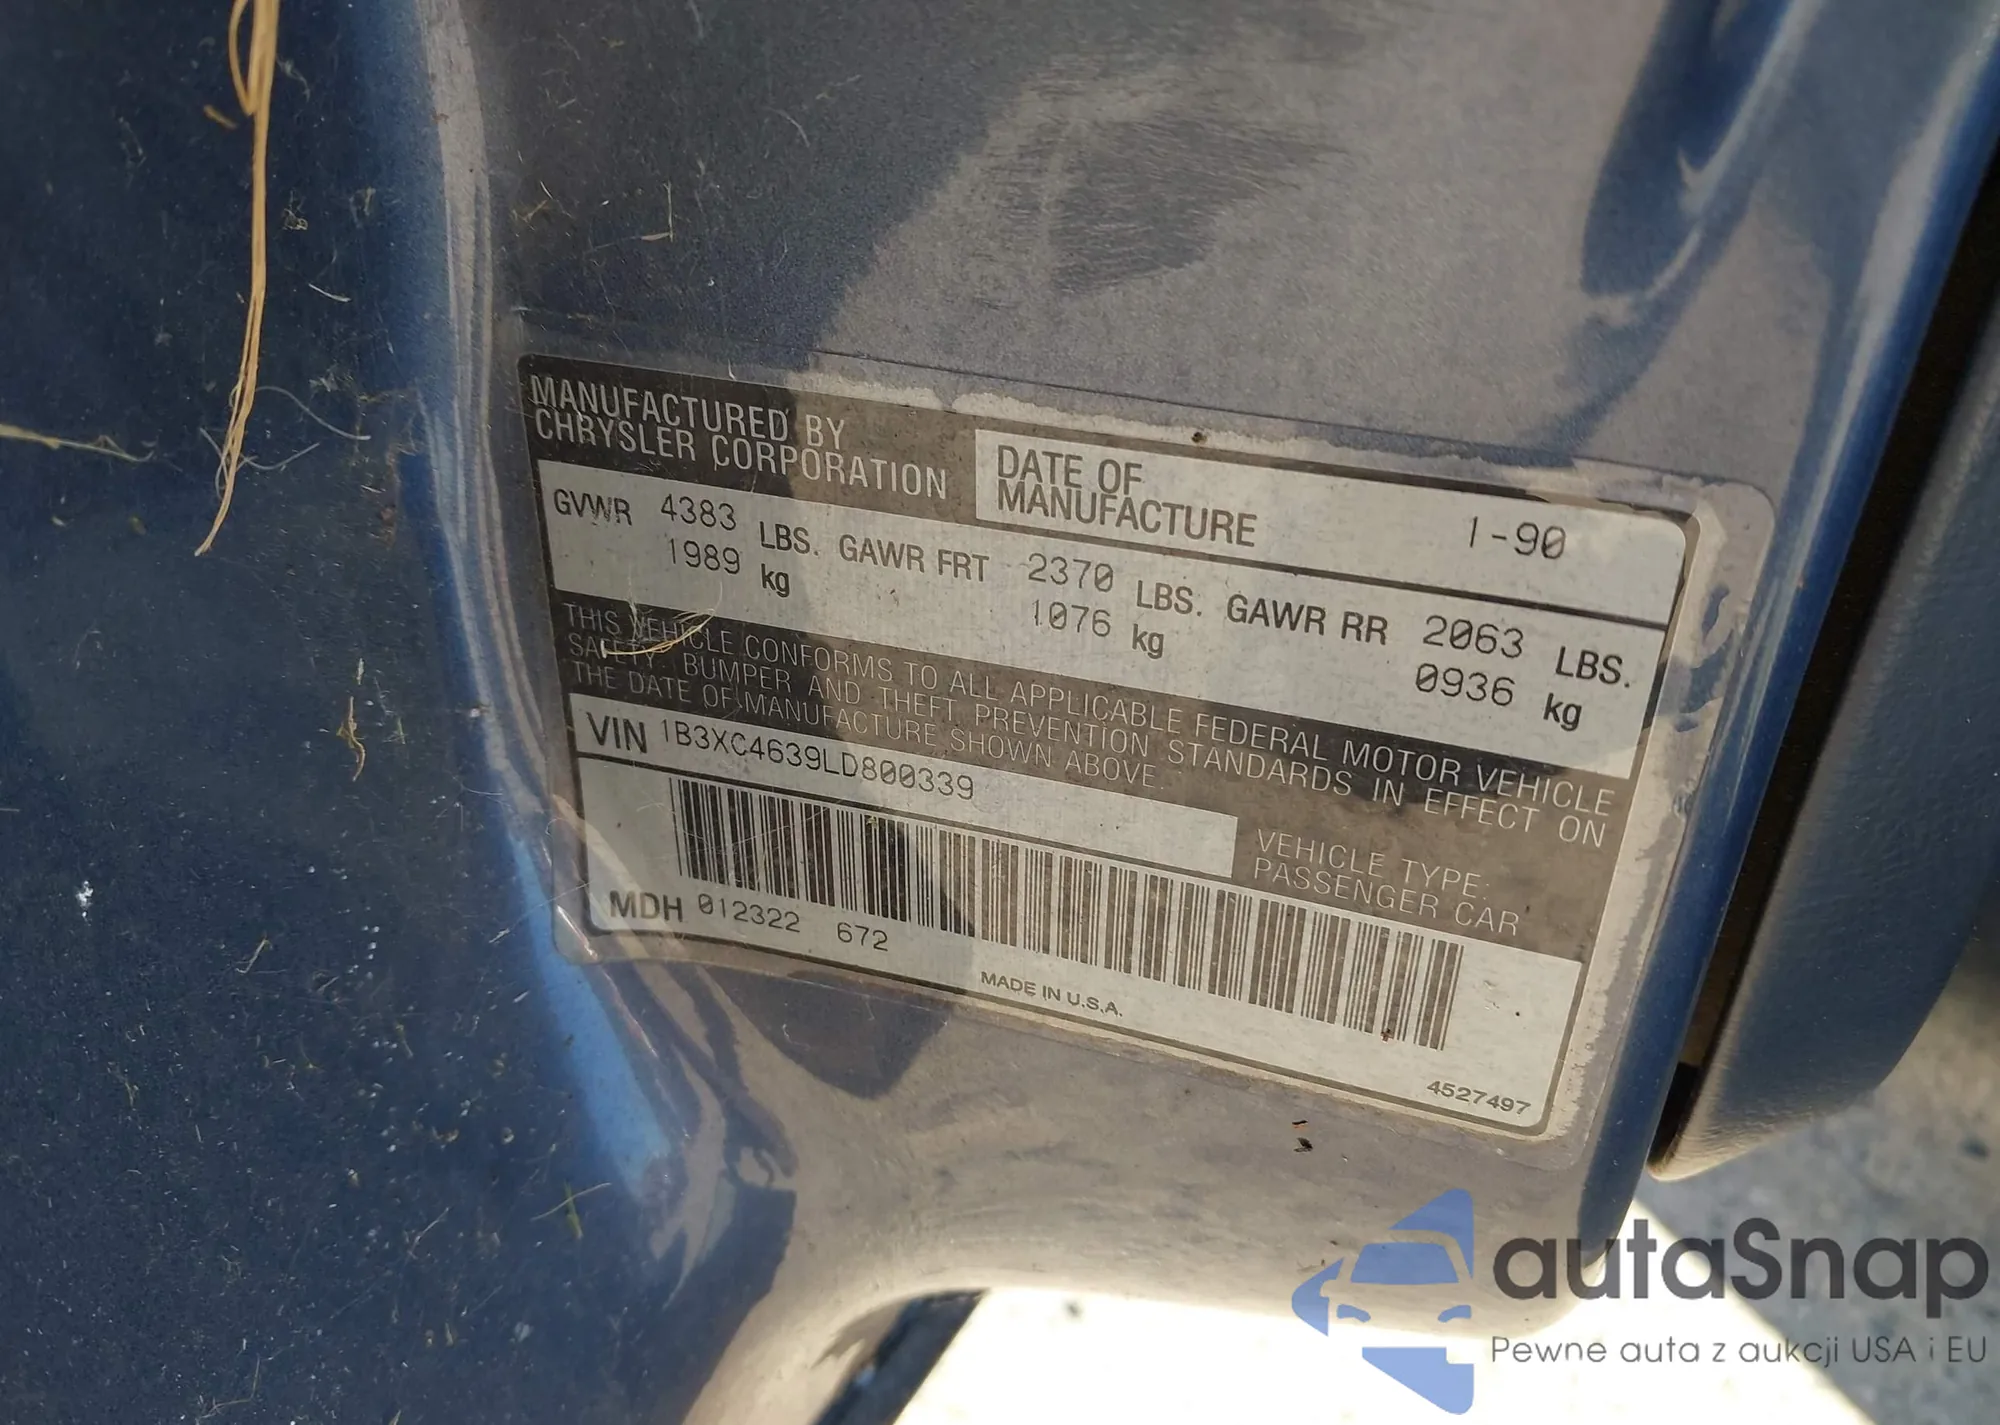 MANUFACTURED BY
CHRYSLER CORPORATION
DATE OF
MANUFACTURE 1-90
GVWR 4383 LBS. GAWR FRT 2370 LBS. GAWR RR 2063 LBS.
1989 kg 1076 kg 0936 kg
THIS VEHICLE CONFORMS TO ALL APPLICABLE FEDERAL MOTOR VEHICLE
SAFETY, BUMPER AND THEFT PREVENTION STANDARDS IN EFFECT ON
THE DATE OF MANUFACTURE SHOWN ABOVE.
VIN 1B3XC4639LD800339
VEHICLE TYPE:
PASSENGER CAR
MDH 012322 672
MADE IN U.S.A.
4527497
autaSnap
Pewne auta z aukcji USA i EU